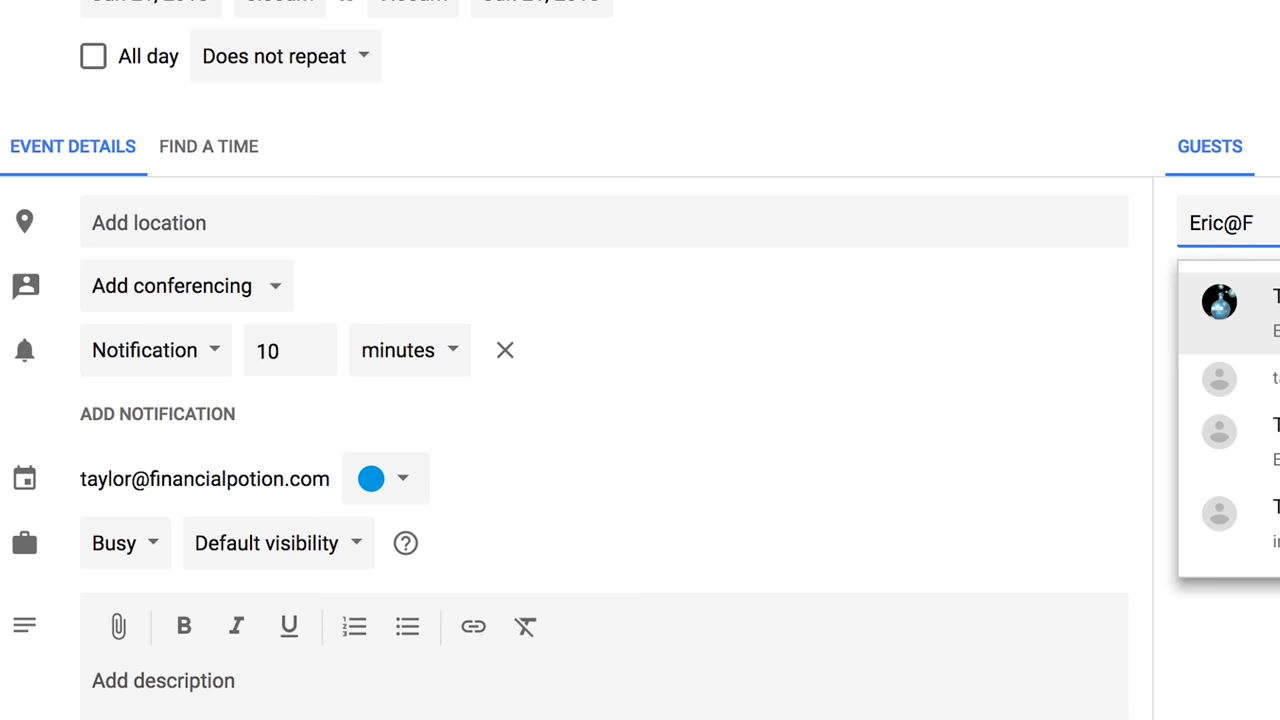 All day Does not repeat
EVENT DETAILS FIND A TIME GUESTS
Add location
Eric@F
Add conferencing
Notification 10 minutes
ADD NOTIFICATION
taylor@financialpotion.com
Busy Default visibility
B I U
Add description